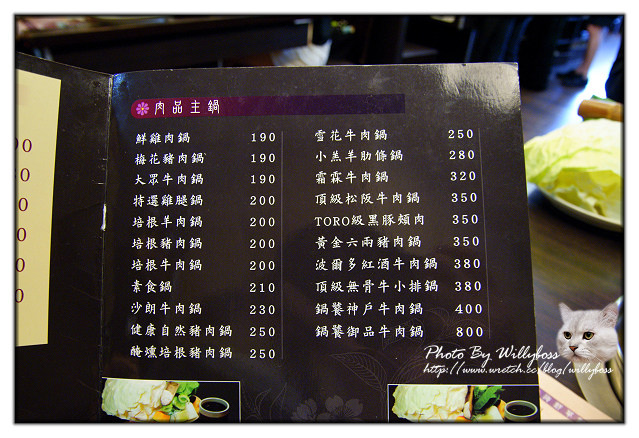 肉品主鍋
鮮雞肉鍋 190
梅花豬肉鍋 190
大眾牛肉鍋 190
特選雞腿鍋 200
培根羊肉鍋 200
培根豬肉鍋 200
培根牛肉鍋 200
素食鍋 210
沙朗牛肉鍋 230
健康自然豬肉鍋 250
醃燻培根豬肉鍋 250
雪花牛肉鍋 250
小羔羊肋條鍋 280
霜霖牛肉鍋 320
頂級松阪牛肉鍋 350
TORO級黑豚頰肉 350
黃金六兩豬肉鍋 350
波爾多紅酒牛肉鍋 380
頂級無骨牛小排鍋 380
鍋饕神戶牛肉鍋 400
鍋饕御品牛肉鍋 800
Photo By Willyboss
http://www.wretch.cc/blog/willyboss